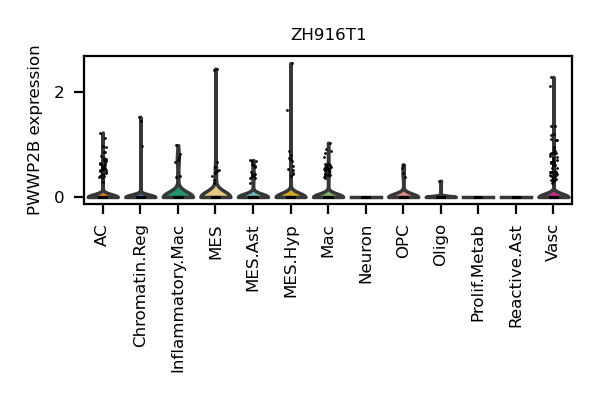 ZH916T1
PWWP2B expression
2
0
AC
Chromatin.Reg
Inflammatory.Mac
MES
MES.Ast
MES.Hyp
Mac
Neuron
OPC
Oligo
Prolif.Metab
Reactive.Ast
Vasc